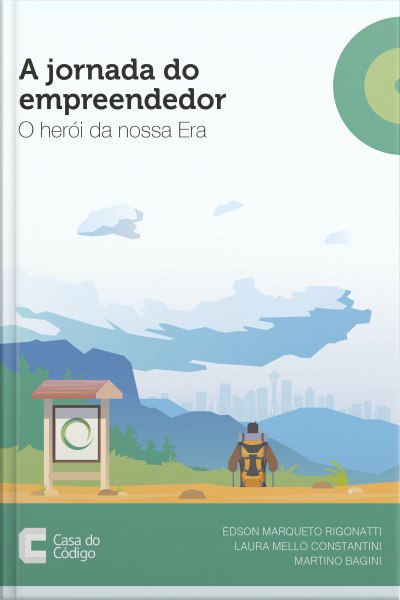 A jornada do
empreendedor
O herói da nossa Era
Casa do
Código
EDSON MARQUETO RIGONATTI
LAURA MELLO CONSTANTINI
MARTINO BAGINI